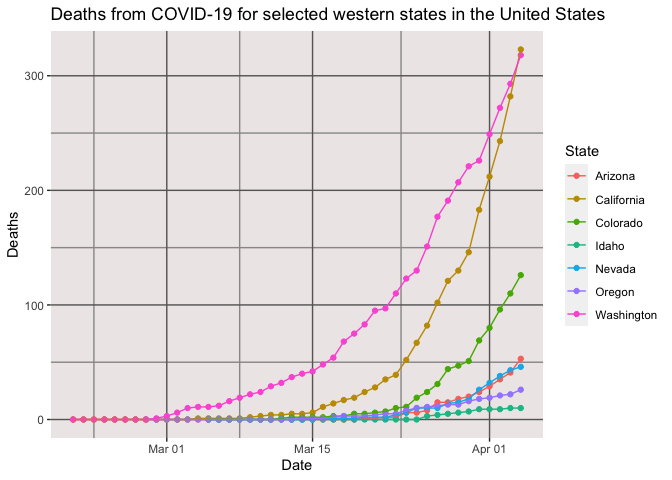 Deaths from COVID-19 for selected western states in the United States
300
200
100
0
Deaths
Mar 01
Mar 15
Apr 01
Date
State
Arizona
California
Colorado
Idaho
Nevada
Oregon
Washington